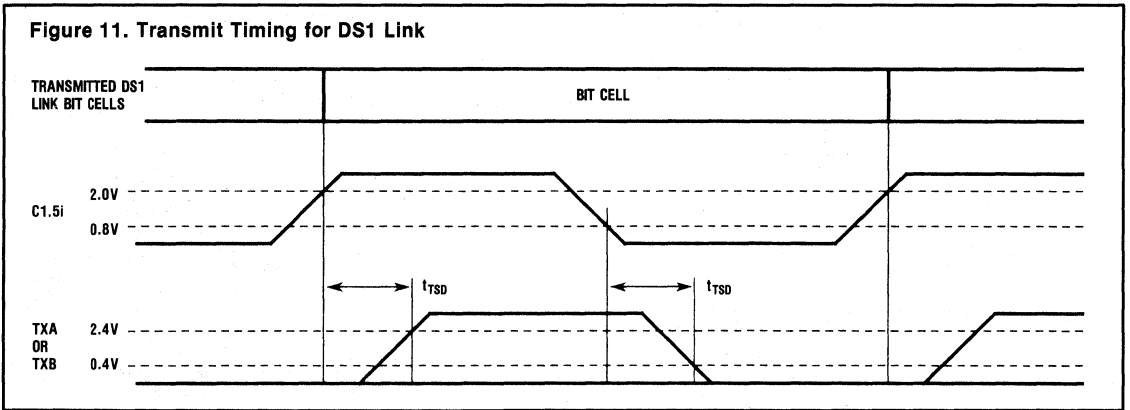 Figure 11. Transmit Timing for DS1 Link
TRANSMITTED DS1
LINK BIT CELLS
BIT CELL
2.0V
C1.5i
0.8V
tTSD
tTSD
TXA
OR
TXB
2.4V
0.4V